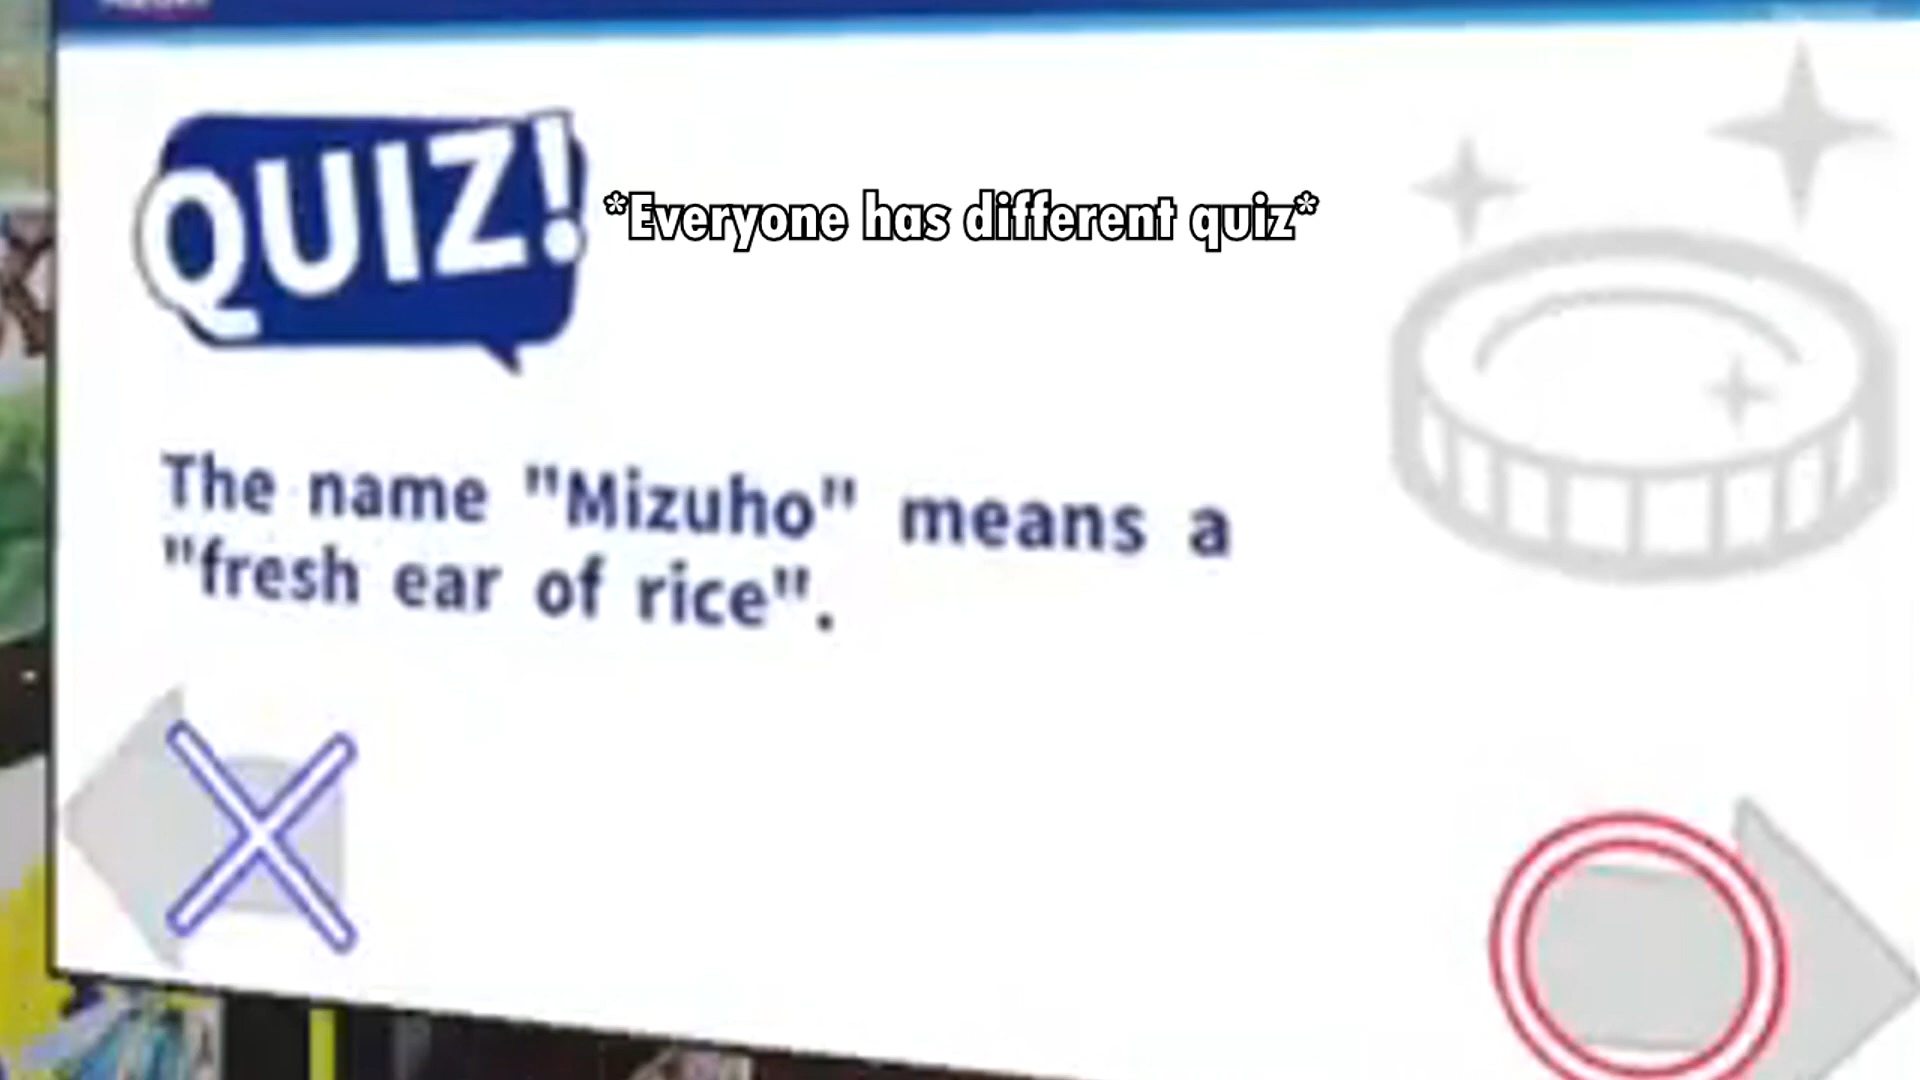 QUIZ!
*Everyone has different quiz*
The name "Mizuho" means a
"fresh ear of rice".